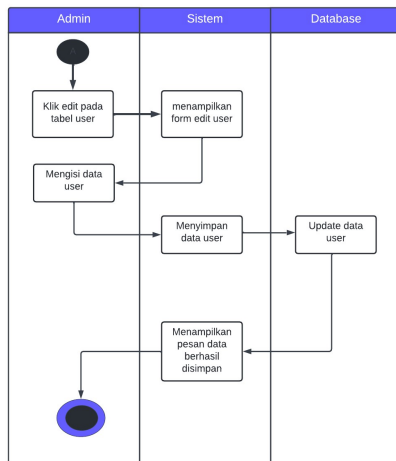 Admin
Sistem
Database
Klik edit pada
tabel user
menampilkan
form edit user
Mengisi data
user
Menyimpan
data user
Update data
user
Menampilkan
pesan data
berhasil
disimpan